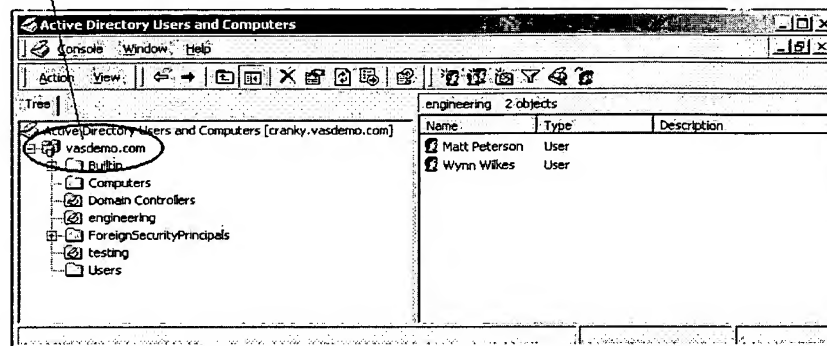 Active Directory Users and Computers
Console Window Help
Action View
Tree
engineering 2 objects
Active Directory Users and Computers [cranky.vasdemo.com]
vasdemo.com
Builtin
Computers
Domain Controllers
engineering
ForeignSecurityPrincipals
testing
Users
Name Type Description
Matt Peterson User
Wynn Wilkes User